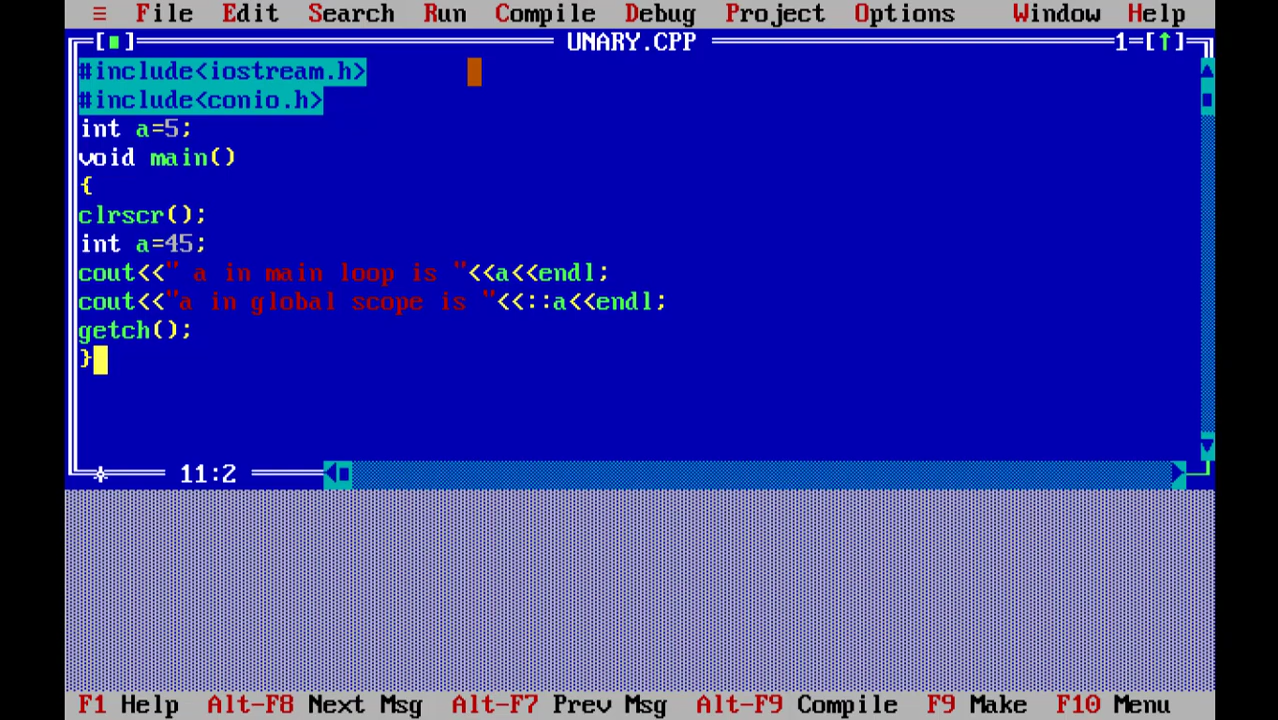 ≡ File Edit Search Run Compile Debug Project Options Window Help
[■] UNARY.CPP 1=[↑]
#include<iostream.h>
#include<conio.h>
int a=5;
void main()
{
clrscr();
int a=45;
cout<<" a in main loop is "<<a<<endl;
cout<<"a in global scope is "<<::a<<endl;
getch();
}
11:2
F1 Help Alt-F8 Next Msg Alt-F7 Prev Msg Alt-F9 Compile F9 Make F10 Menu